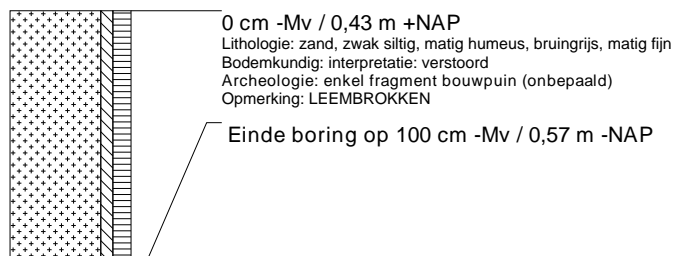 0 cm -Mv / 0,43 m +NAP
Lithologie: zand, zwak siltig, matig humeus, bruingrijs, matig fijn
Bodemkundig: interpretatie: verstoord
Archeologie: enkel fragment bouwpuin (onbepaald)
Opmerking: LEEMBROKKEN
Einde boring op 100 cm -Mv / 0,57 m -NAP